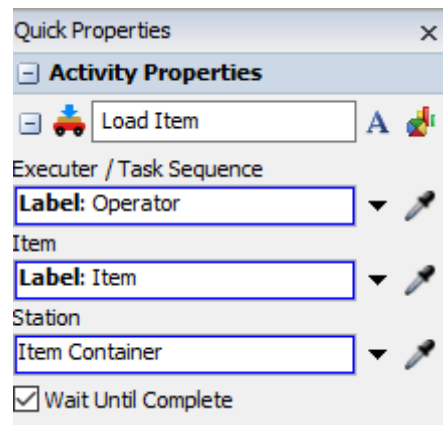 Quick Properties
Activity Properties
Load Item A
Executer / Task Sequence
Label: Operator
Item
Label: Item
Station
Item Container
Wait Until Complete